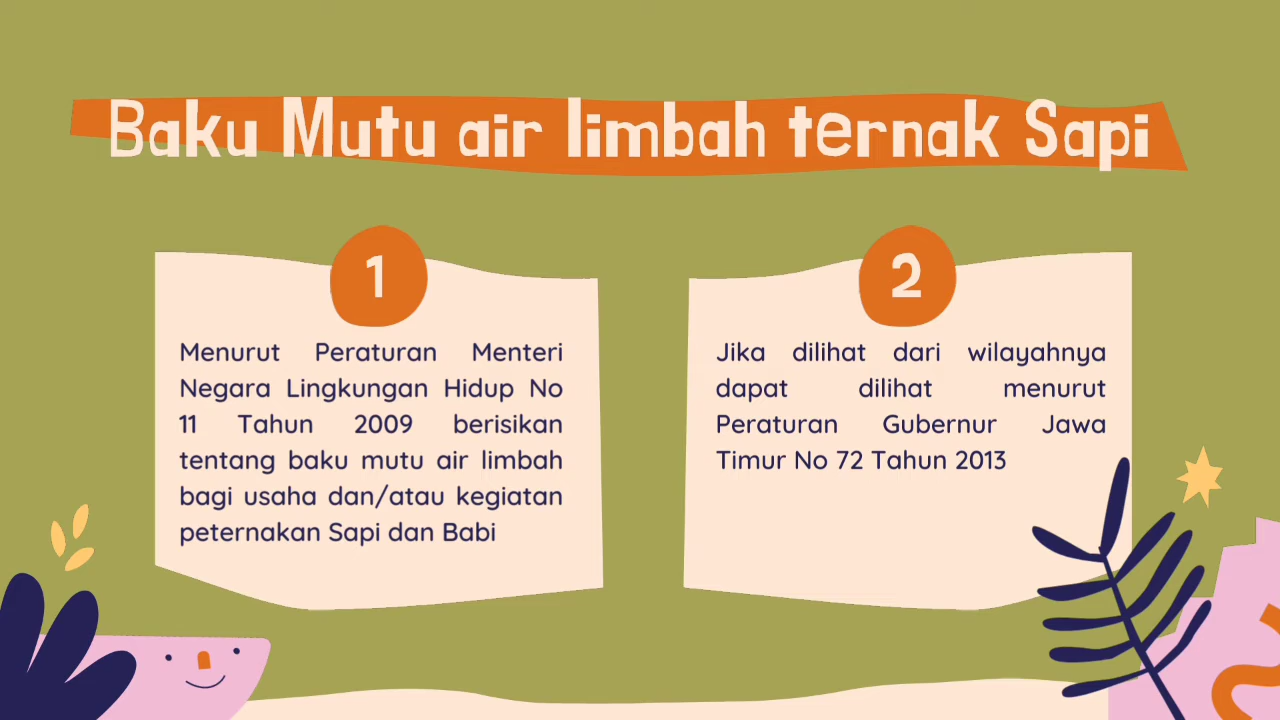 Baku Mutu air limbah ternak Sapi
1
Menurut Peraturan Menteri
Negara Lingkungan Hidup No
11 Tahun 2009 berisikan
tentang baku mutu air limbah
bagi usaha dan/atau kegiatan
peternakan Sapi dan Babi
2
Jika dilihat dari wilayahnya
dapat dilihat menurut
Peraturan Gubernur Jawa
Timur No 72 Tahun 2013